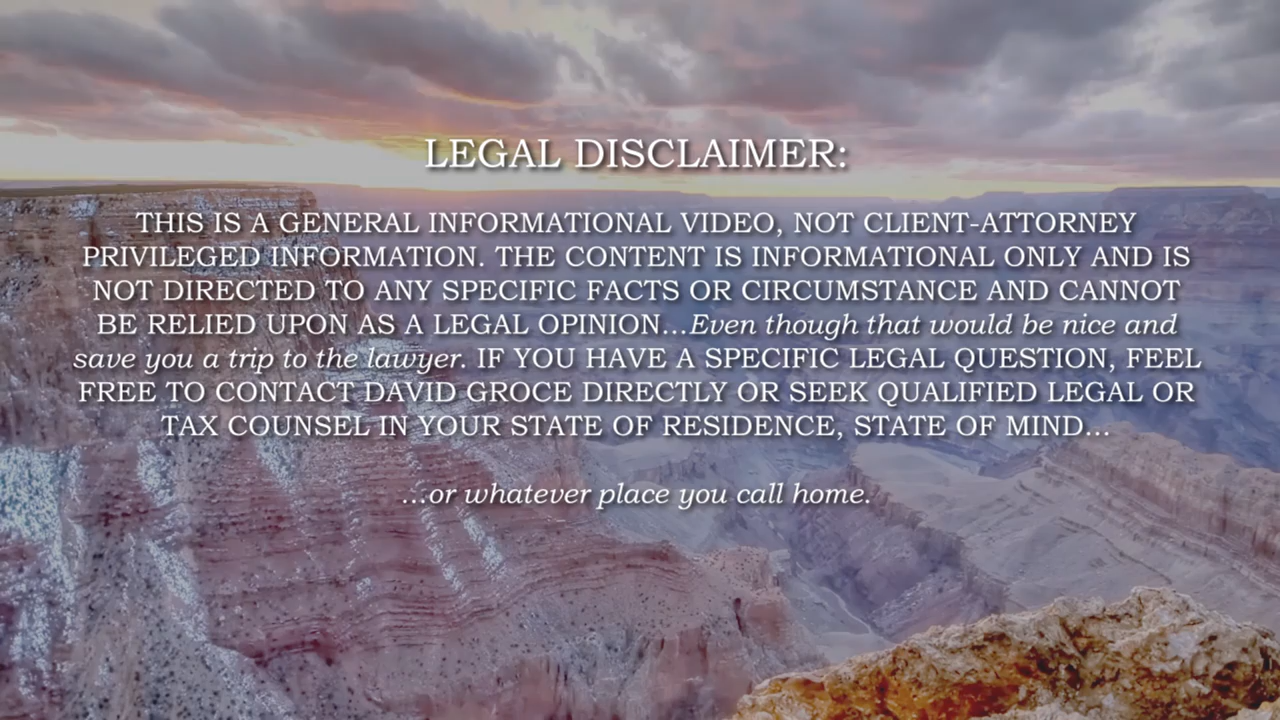 LEGAL DISCLAIMER:
THIS IS A GENERAL INFORMATIONAL VIDEO, NOT CLIENT-ATTORNEY
PRIVILEGED INFORMATION. THE CONTENT IS INFORMATIONAL ONLY AND IS
NOT DIRECTED TO ANY SPECIFIC FACTS OR CIRCUMSTANCE AND CANNOT
BE RELIED UPON AS A LEGAL OPINION...Even though that would be nice and
save you a trip to the lawyer. IF YOU HAVE A SPECIFIC LEGAL QUESTION, FEEL
FREE TO CONTACT DAVID GROCE DIRECTLY OR SEEK QUALIFIED LEGAL OR
TAX COUNSEL IN YOUR STATE OF RESIDENCE, STATE OF MIND...
...or whatever place you call home.